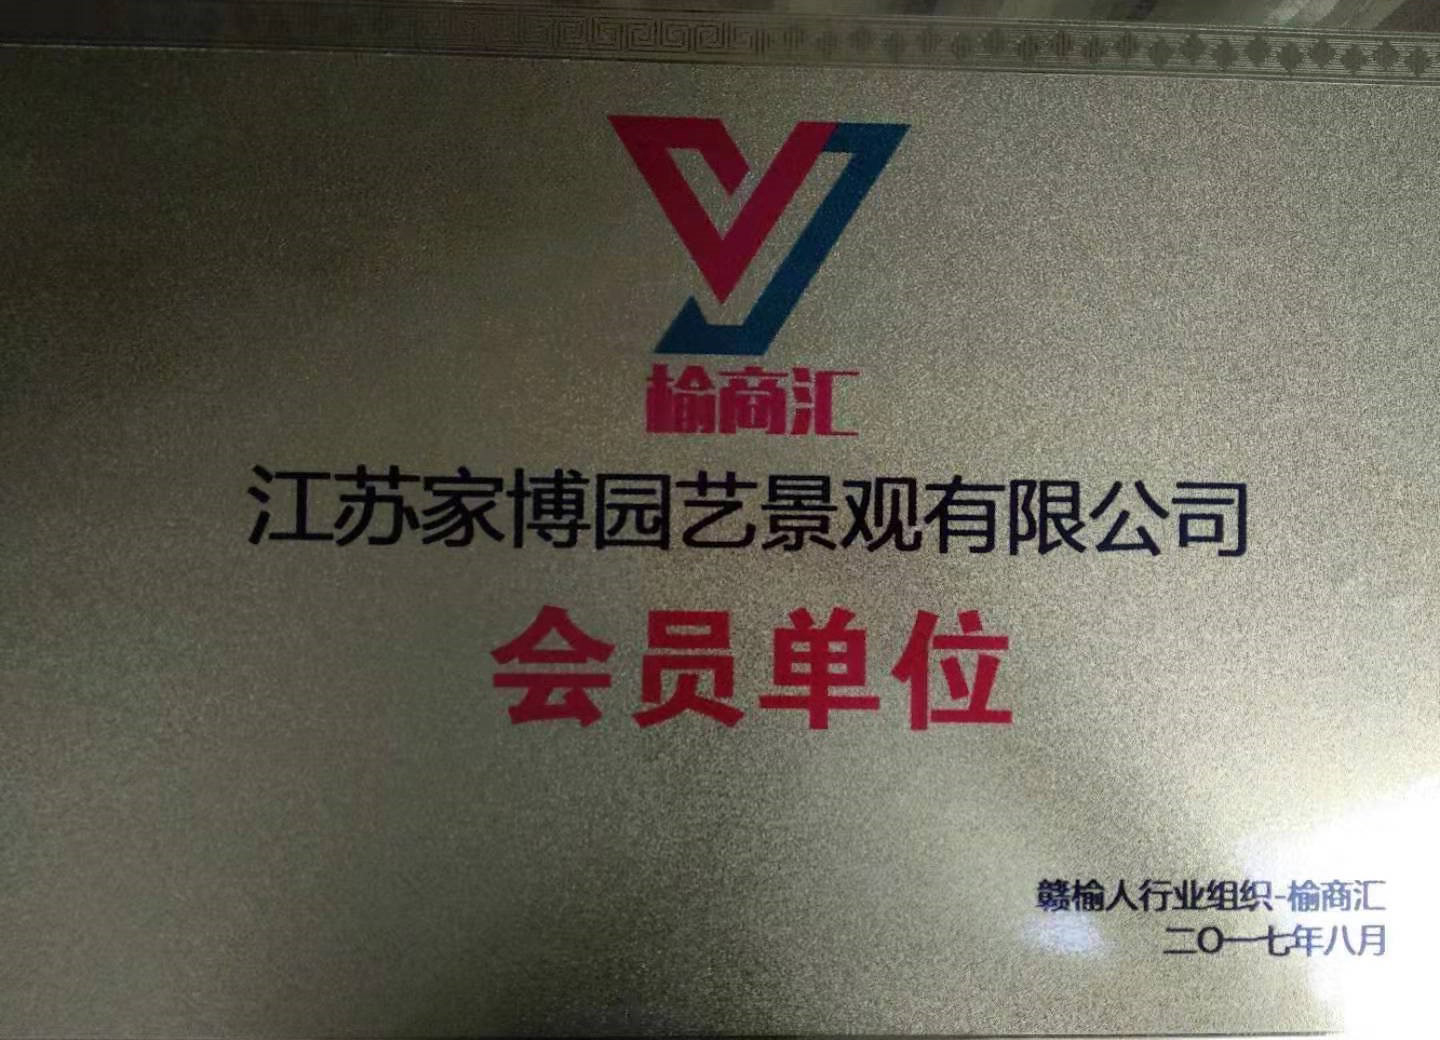 榆商汇
江苏家博园艺景观有限公司
会员单位
赣榆人行业组织-榆商汇
二〇一七年八月